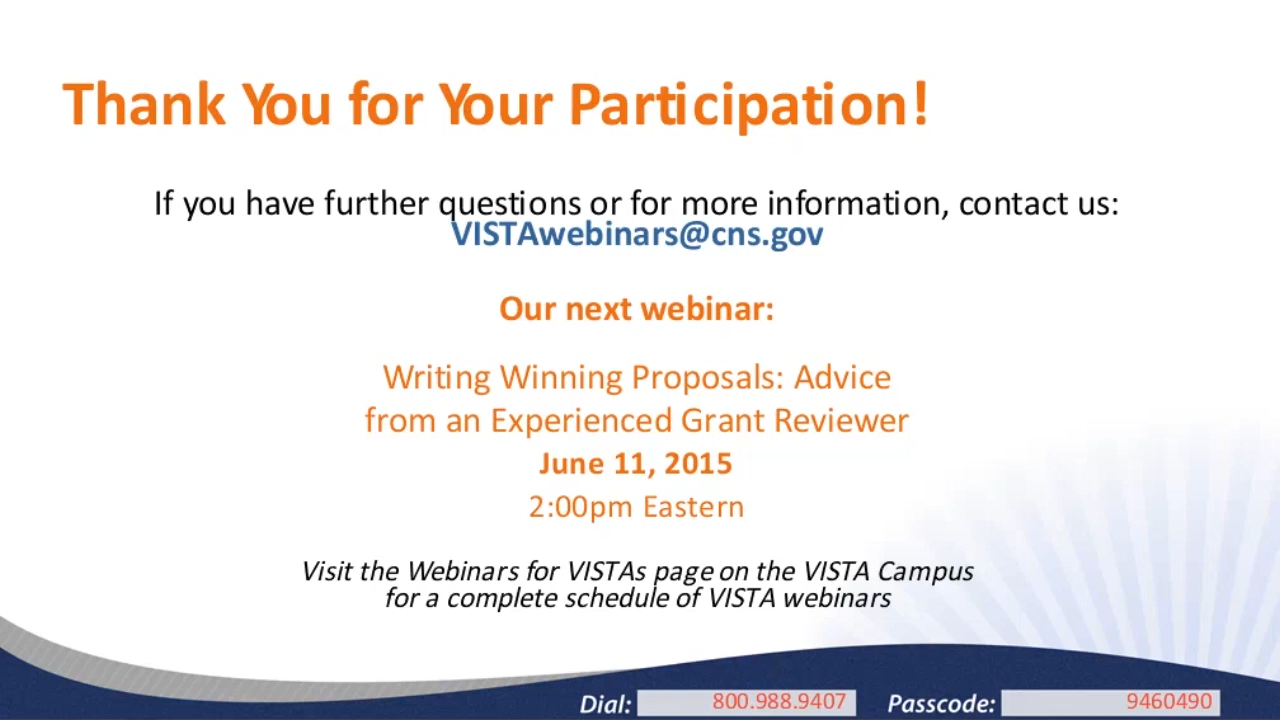 Thank You for Your Participation!
If you have further questions or for more information, contact us:
VISTAwebinars@cns.gov
Our next webinar:
Writing Winning Proposals: Advice
from an Experienced Grant Reviewer
June 11, 2015
2:00pm Eastern
Visit the Webinars for VISTAs page on the VISTA Campus
for a complete schedule of VISTA webinars
Dial: 800.988.9407 Passcode: 9460490